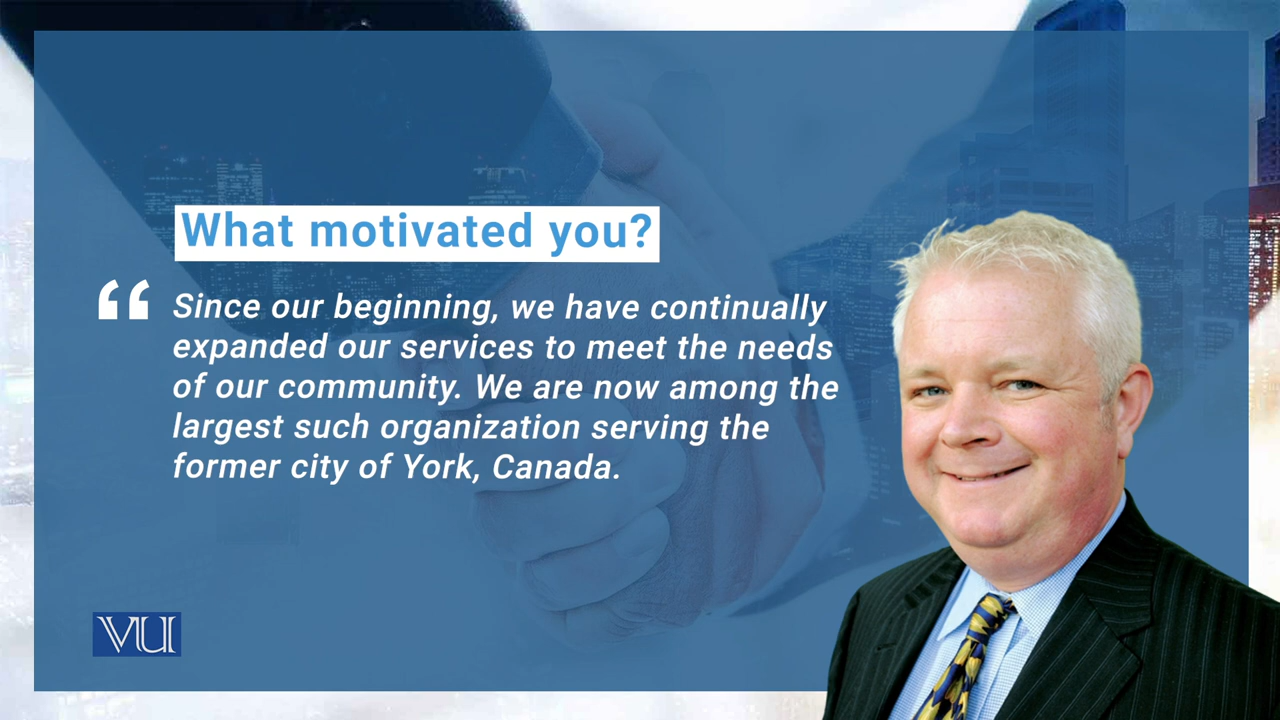 What motivated you?
“ Since our beginning, we have continually
expanded our services to meet the needs
of our community. We are now among the
largest such organization serving the
former city of York, Canada.
VU